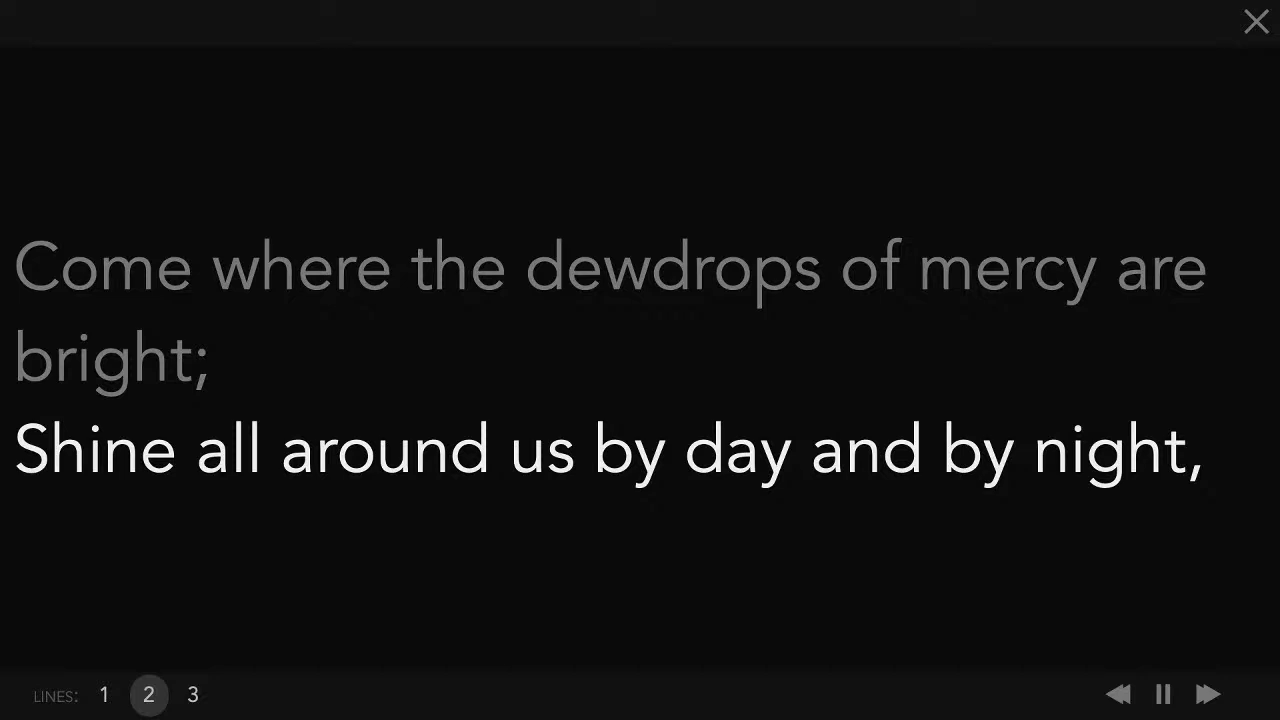 Come where the dewdrops of mercy are
bright;
Shine all around us by day and by night,
LINES: 1 2 3